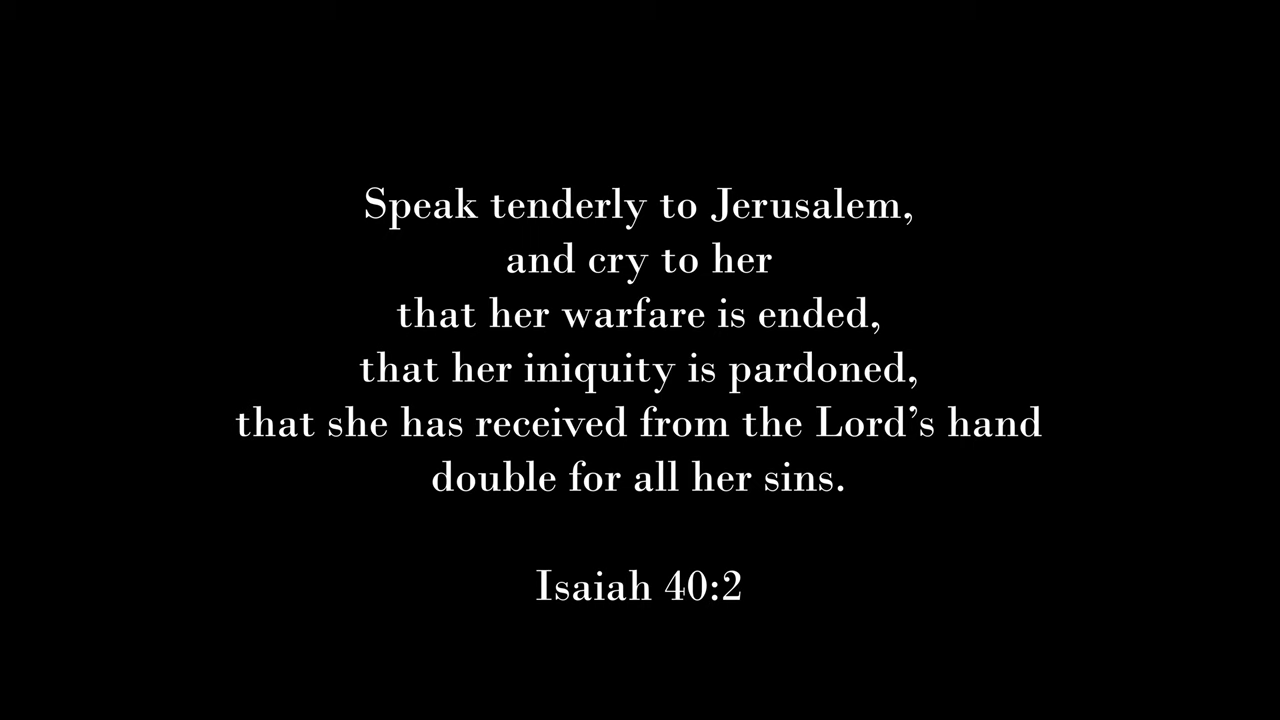 Speak tenderly to Jerusalem,
and cry to her
that her warfare is ended,
that her iniquity is pardoned,
that she has received from the Lord’s hand
double for all her sins.
Isaiah 40:2